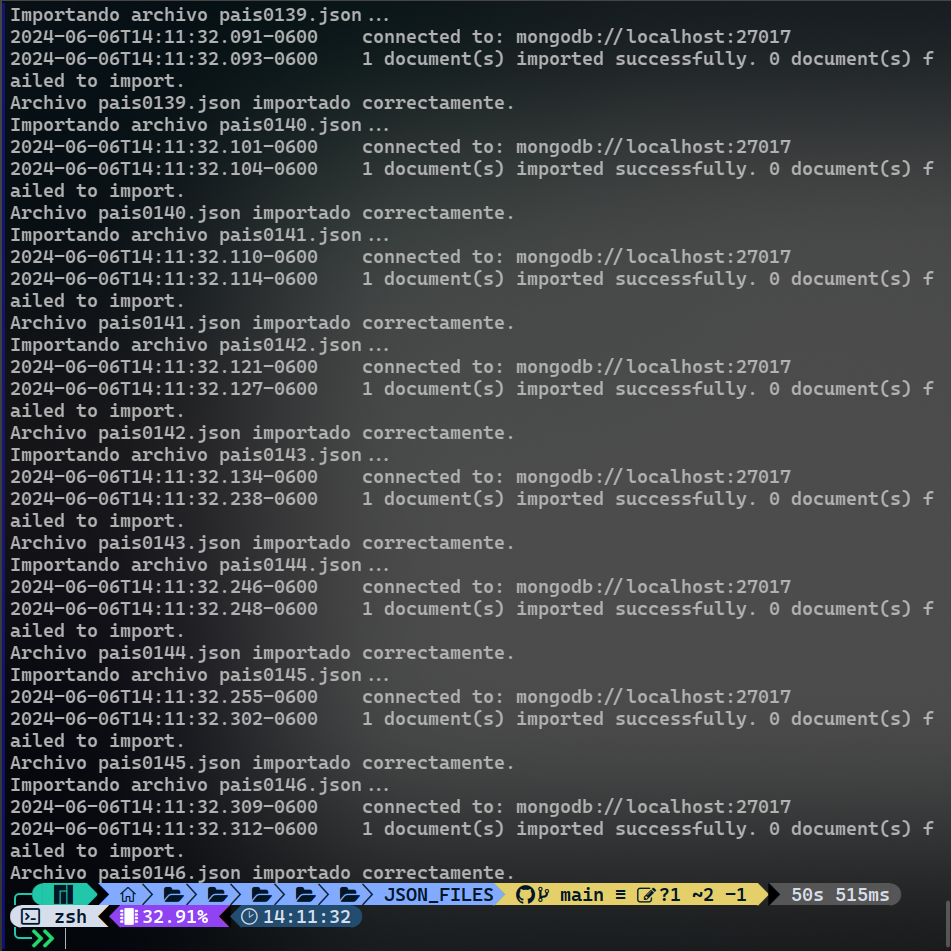 Importando archivo pais0139.json...
2024-06-06T14:11:32.091-0600    connected to: mongodb://localhost:27017
2024-06-06T14:11:32.093-0600    1 document(s) imported successfully. 0 document(s) f
ailed to import.
Archivo pais0139.json importado correctamente.
Importando archivo pais0140.json...
2024-06-06T14:11:32.101-0600    connected to: mongodb://localhost:27017
2024-06-06T14:11:32.104-0600    1 document(s) imported successfully. 0 document(s) f
ailed to import.
Archivo pais0140.json importado correctamente.
Importando archivo pais0141.json...
2024-06-06T14:11:32.110-0600    connected to: mongodb://localhost:27017
2024-06-06T14:11:32.114-0600    1 document(s) imported successfully. 0 document(s) f
ailed to import.
Archivo pais0141.json importado correctamente.
Importando archivo pais0142.json...
2024-06-06T14:11:32.121-0600    connected to: mongodb://localhost:27017
2024-06-06T14:11:32.127-0600    1 document(s) imported successfully. 0 document(s) f
ailed to import.
Archivo pais0142.json importado correctamente.
Importando archivo pais0143.json...
2024-06-06T14:11:32.134-0600    connected to: mongodb://localhost:27017
2024-06-06T14:11:32.238-0600    1 document(s) imported successfully. 0 document(s) f
ailed to import.
Archivo pais0143.json importado correctamente.
Importando archivo pais0144.json...
2024-06-06T14:11:32.246-0600    connected to: mongodb://localhost:27017
2024-06-06T14:11:32.248-0600    1 document(s) imported successfully. 0 document(s) f
ailed to import.
Archivo pais0144.json importado correctamente.
Importando archivo pais0145.json...
2024-06-06T14:11:32.255-0600    connected to: mongodb://localhost:27017
2024-06-06T14:11:32.302-0600    1 document(s) imported successfully. 0 document(s) f
ailed to import.
Archivo pais0145.json importado correctamente.
Importando archivo pais0146.json...
2024-06-06T14:11:32.309-0600    connected to: mongodb://localhost:27017
2024-06-06T14:11:32.312-0600    1 document(s) imported successfully. 0 document(s) f
ailed to import.
Archivo pais0146.json importado correctamente.
JSON_FILES main ≡ ?1 ~2 -1 50s 515ms
zsh 32.91% 14:11:32